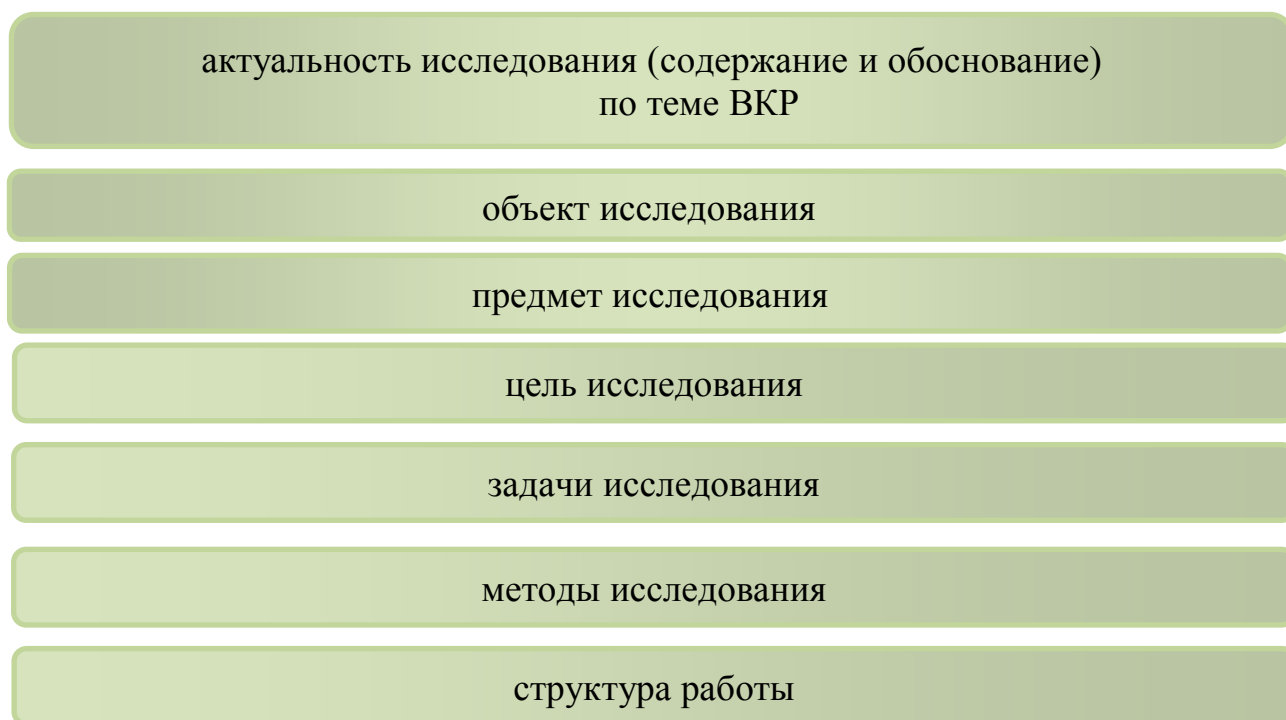 актуальность исследования (содержание и обоснование)
по теме ВКР
объект исследования
предмет исследования
цель исследования
задачи исследования
методы исследования
структура работы